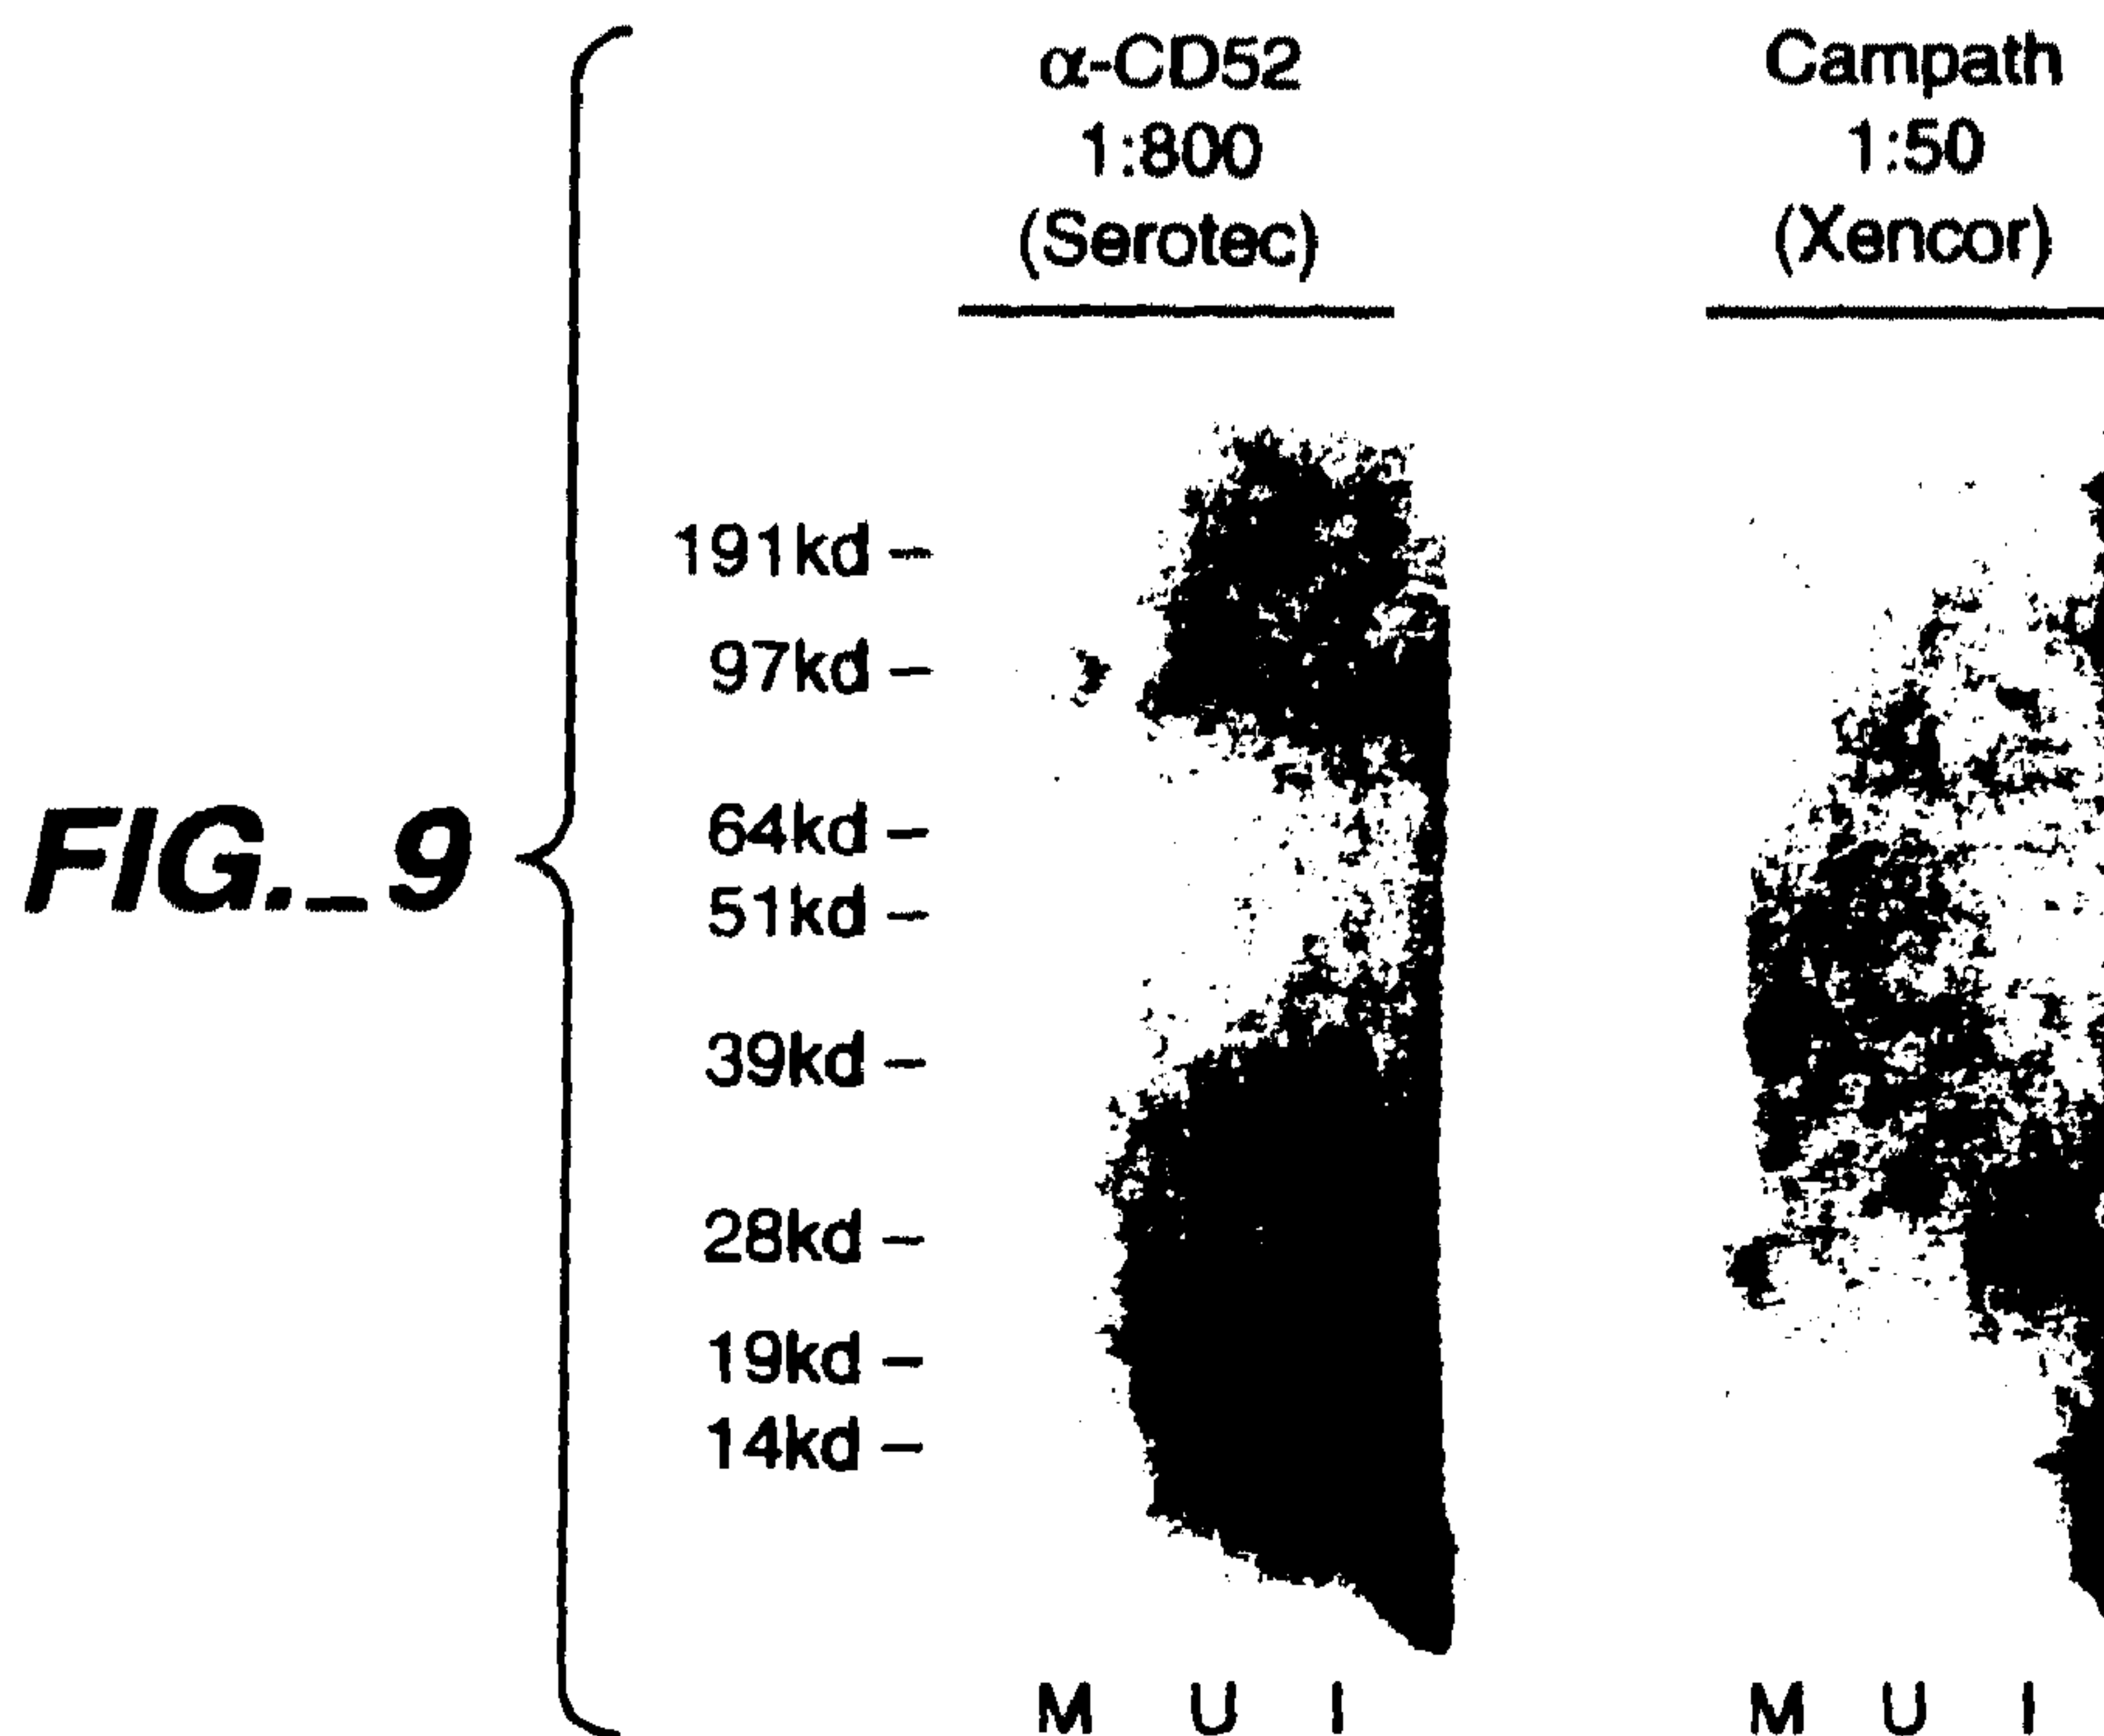 α-CD52
1:800
(Serotec)
Campath
1:50
(Xencor)
191kd –
97kd –
64kd –
51kd –
39kd –
28kd –
19kd –
14kd –
FIG._9
M U I
M U I